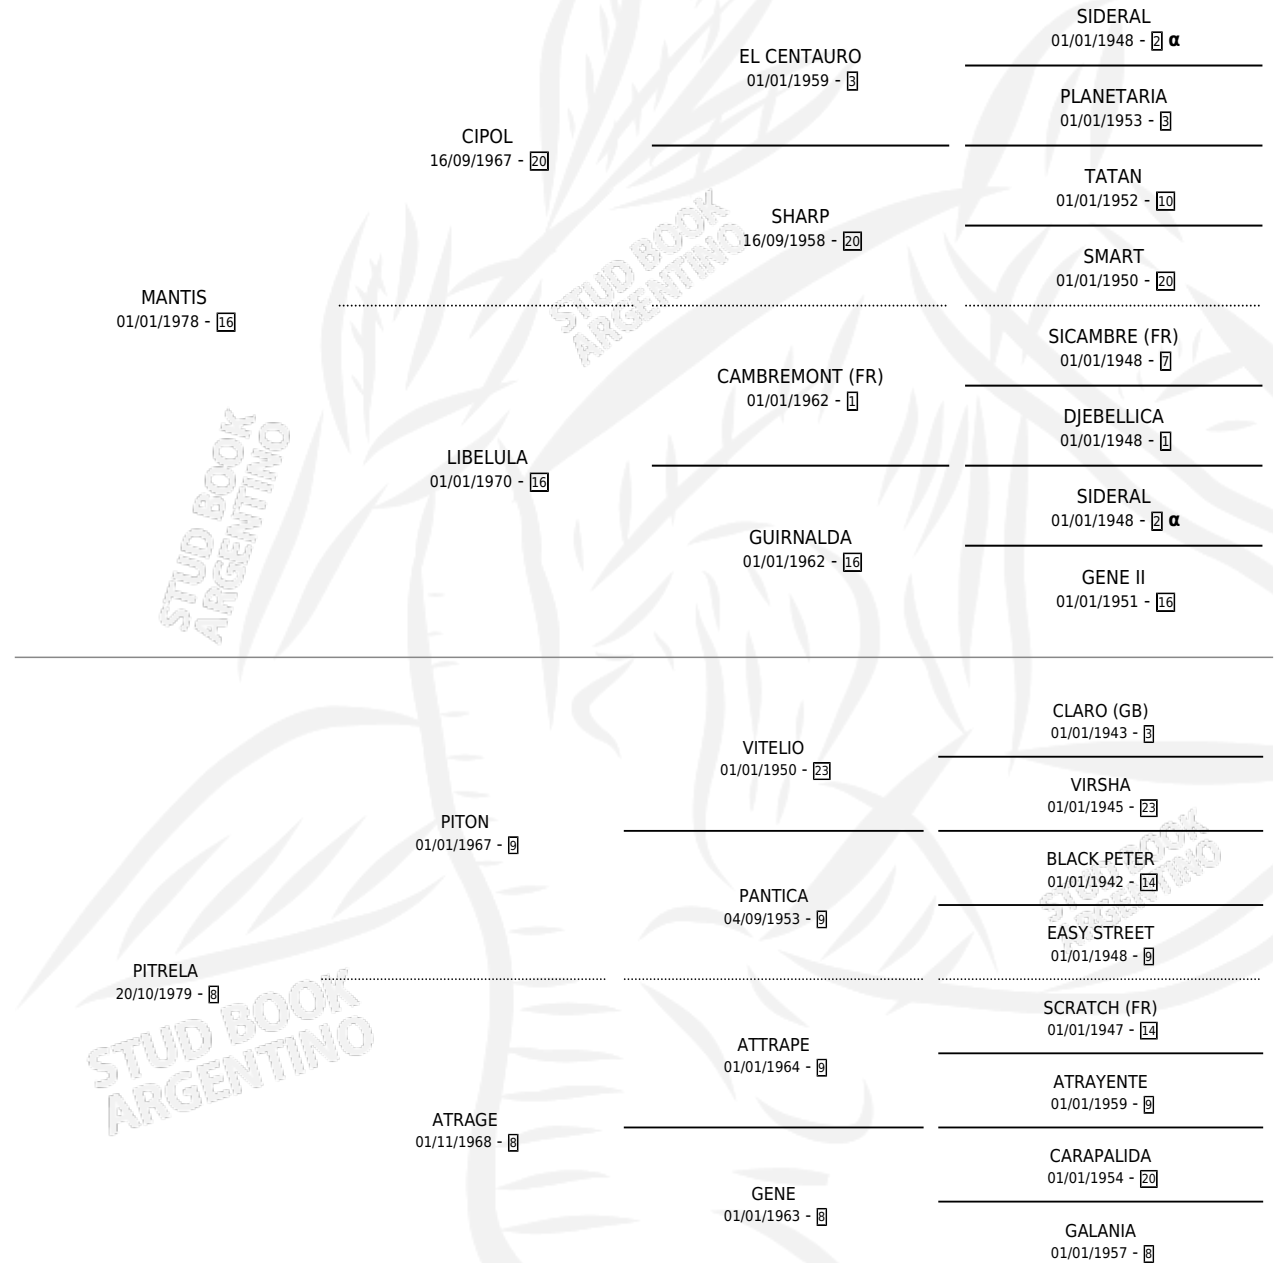 SIDERAL
01/01/1948 - 2 α
EL CENTAURO
01/01/1959 - 3
PLANETARIA
01/01/1953 - 3
CIPOL
16/09/1967 - 20
TATAN
01/01/1952 - 10
SHARP
16/09/1958 - 20
SMART
01/01/1950 - 20
MANTIS
01/01/1978 - 16
SICAMBRE (FR)
01/01/1948 - 7
CAMBREMONT (FR)
01/01/1962 - 1
DJEBELLICA
01/01/1948 - 1
LIBELULA
01/01/1970 - 16
SIDERAL
01/01/1948 - 2 α
GUIRNALDA
01/01/1962 - 16
GENE II
01/01/1951 - 16
CLARO (GB)
01/01/1943 - 3
VITELIO
01/01/1950 - 23
VIRSHA
01/01/1945 - 23
PITON
01/01/1967 - 9
BLACK PETER
01/01/1942 - 14
PANTICA
04/09/1953 - 9
EASY STREET
01/01/1948 - 9
PITRELA
20/10/1979 - 8
SCRATCH (FR)
01/01/1947 - 14
ATTRAPE
01/01/1964 - 9
ATRAYENTE
01/01/1959 - 9
ATRAGE
01/11/1968 - 8
CARAPALIDA
01/01/1954 - 20
GENE
01/01/1963 - 8
GALANIA
01/01/1957 - 8
STUD BOOK
ARGENTINO
STUD BOOK
ARGENTINO
STUD BOOK
ARGENTINO
STUD BOOK
ARGENTINO